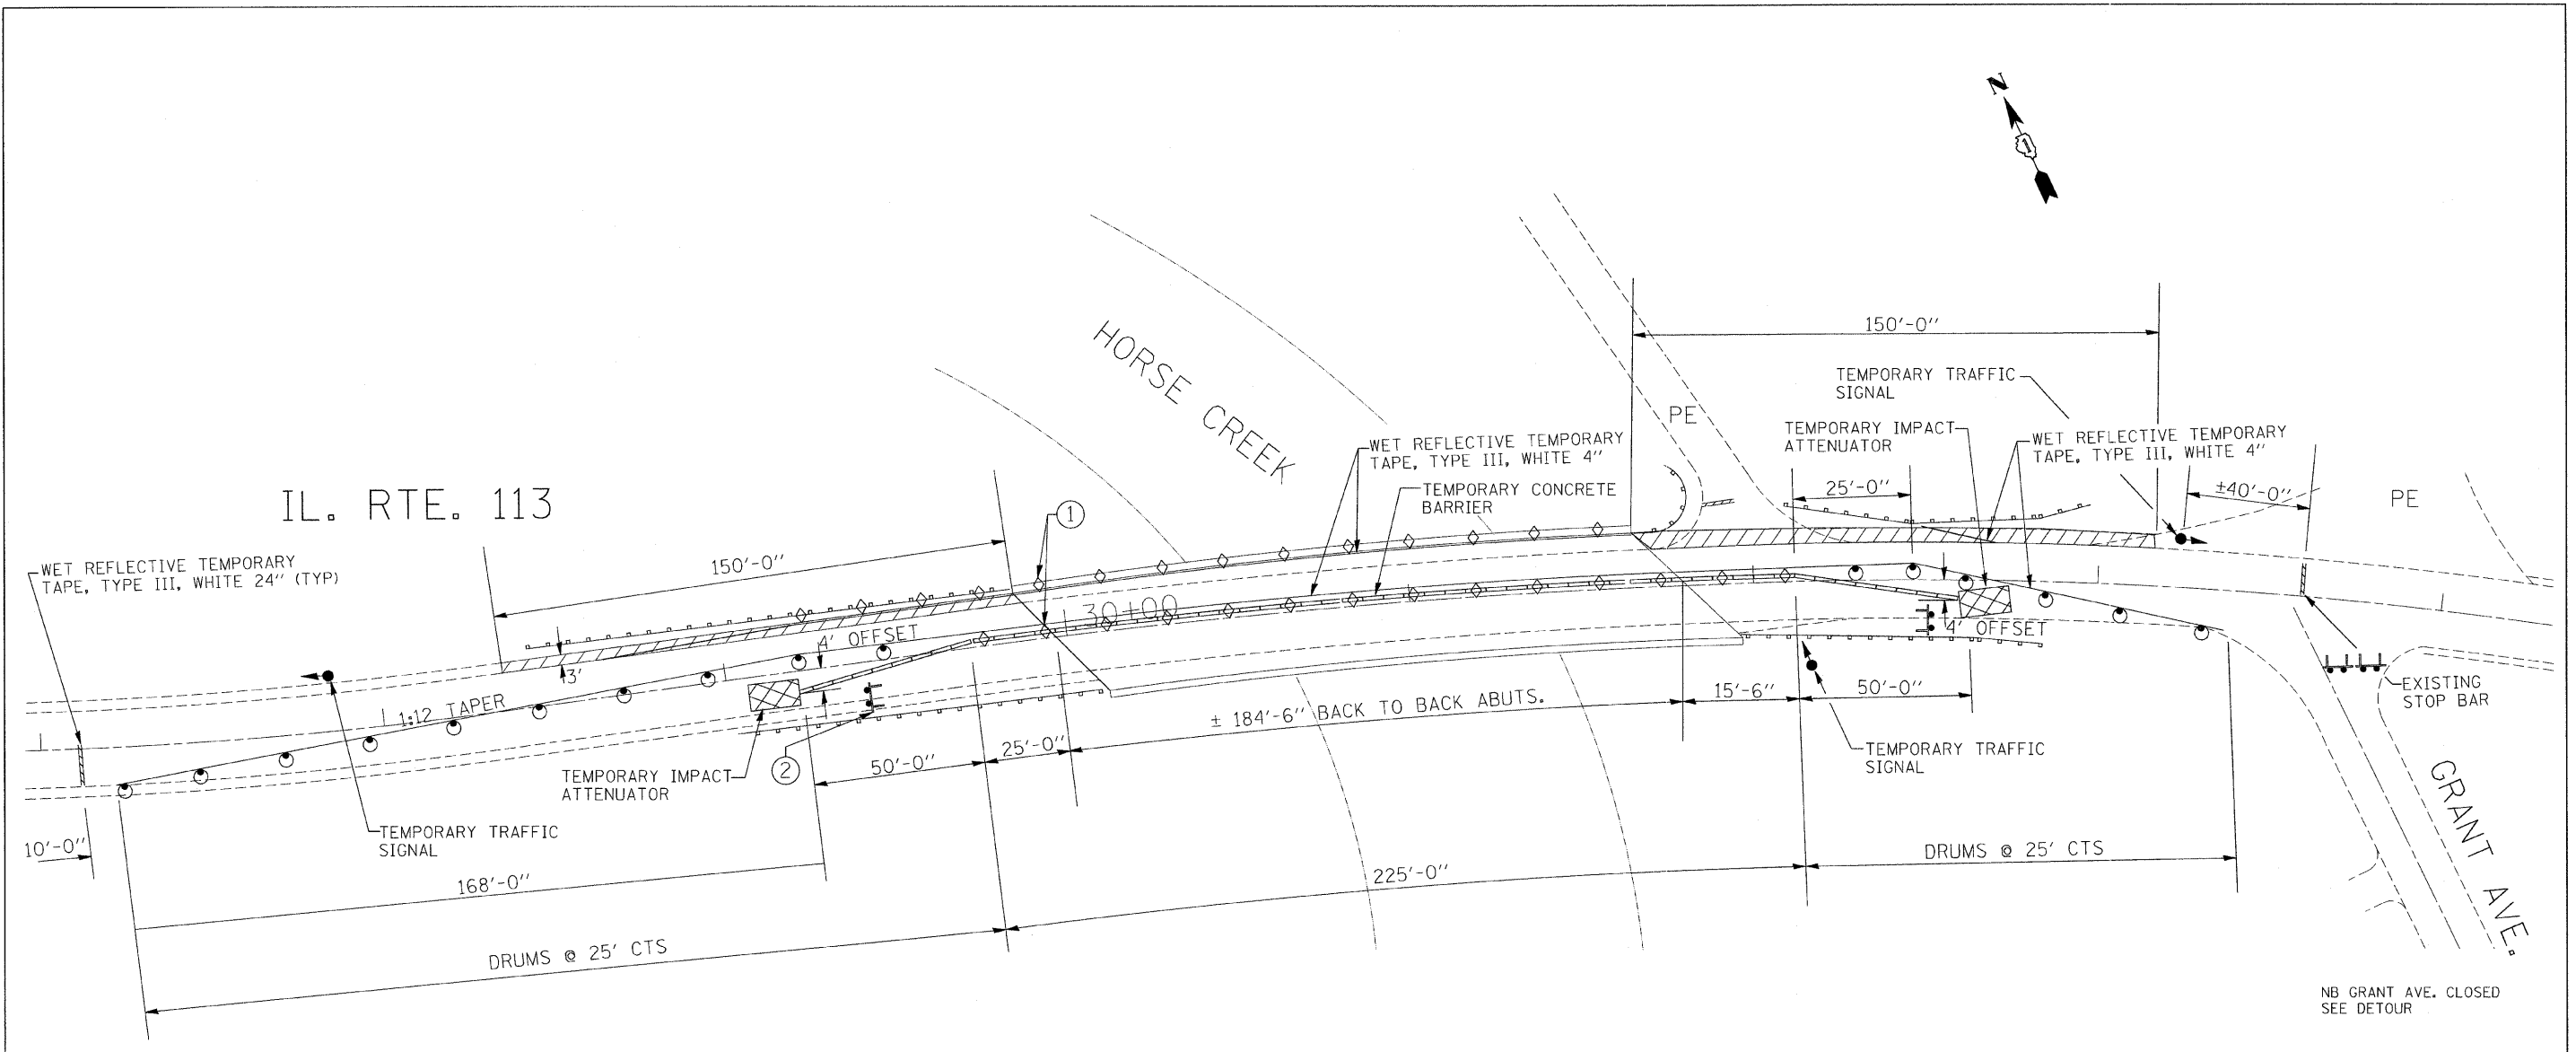 N
1
150'-0"
TEMPORARY TRAFFIC
SIGNAL
HORSE CREEK
PE
TEMPORARY IMPACT
ATTENUATOR
WET REFLECTIVE TEMPORARY
TAPE, TYPE III, WHITE 4"
WET REFLECTIVE TEMPORARY
TAPE, TYPE III, WHITE 4"
TEMPORARY CONCRETE
BARRIER
25'-0"
±40'-0"
PE
IL. RTE. 113
1
150'-0"
WET REFLECTIVE TEMPORARY
TAPE, TYPE III, WHITE 24" (TYP)
30+00
4' OFFSET
4' OFFSET
3'
1:12 TAPER
EXISTING
STOP BAR
15'-6"
50'-0"
± 184'-6" BACK TO BACK ABUTS.
TEMPORARY TRAFFIC
SIGNAL
25'-0"
50'-0"
2
TEMPORARY IMPACT
ATTENUATOR
TEMPORARY TRAFFIC
SIGNAL
10'-0"
GRANT AVE.
DRUMS @ 25' CTS
225'-0"
168'-0"
DRUMS @ 25' CTS
NB GRANT AVE. CLOSED
SEE DETOUR